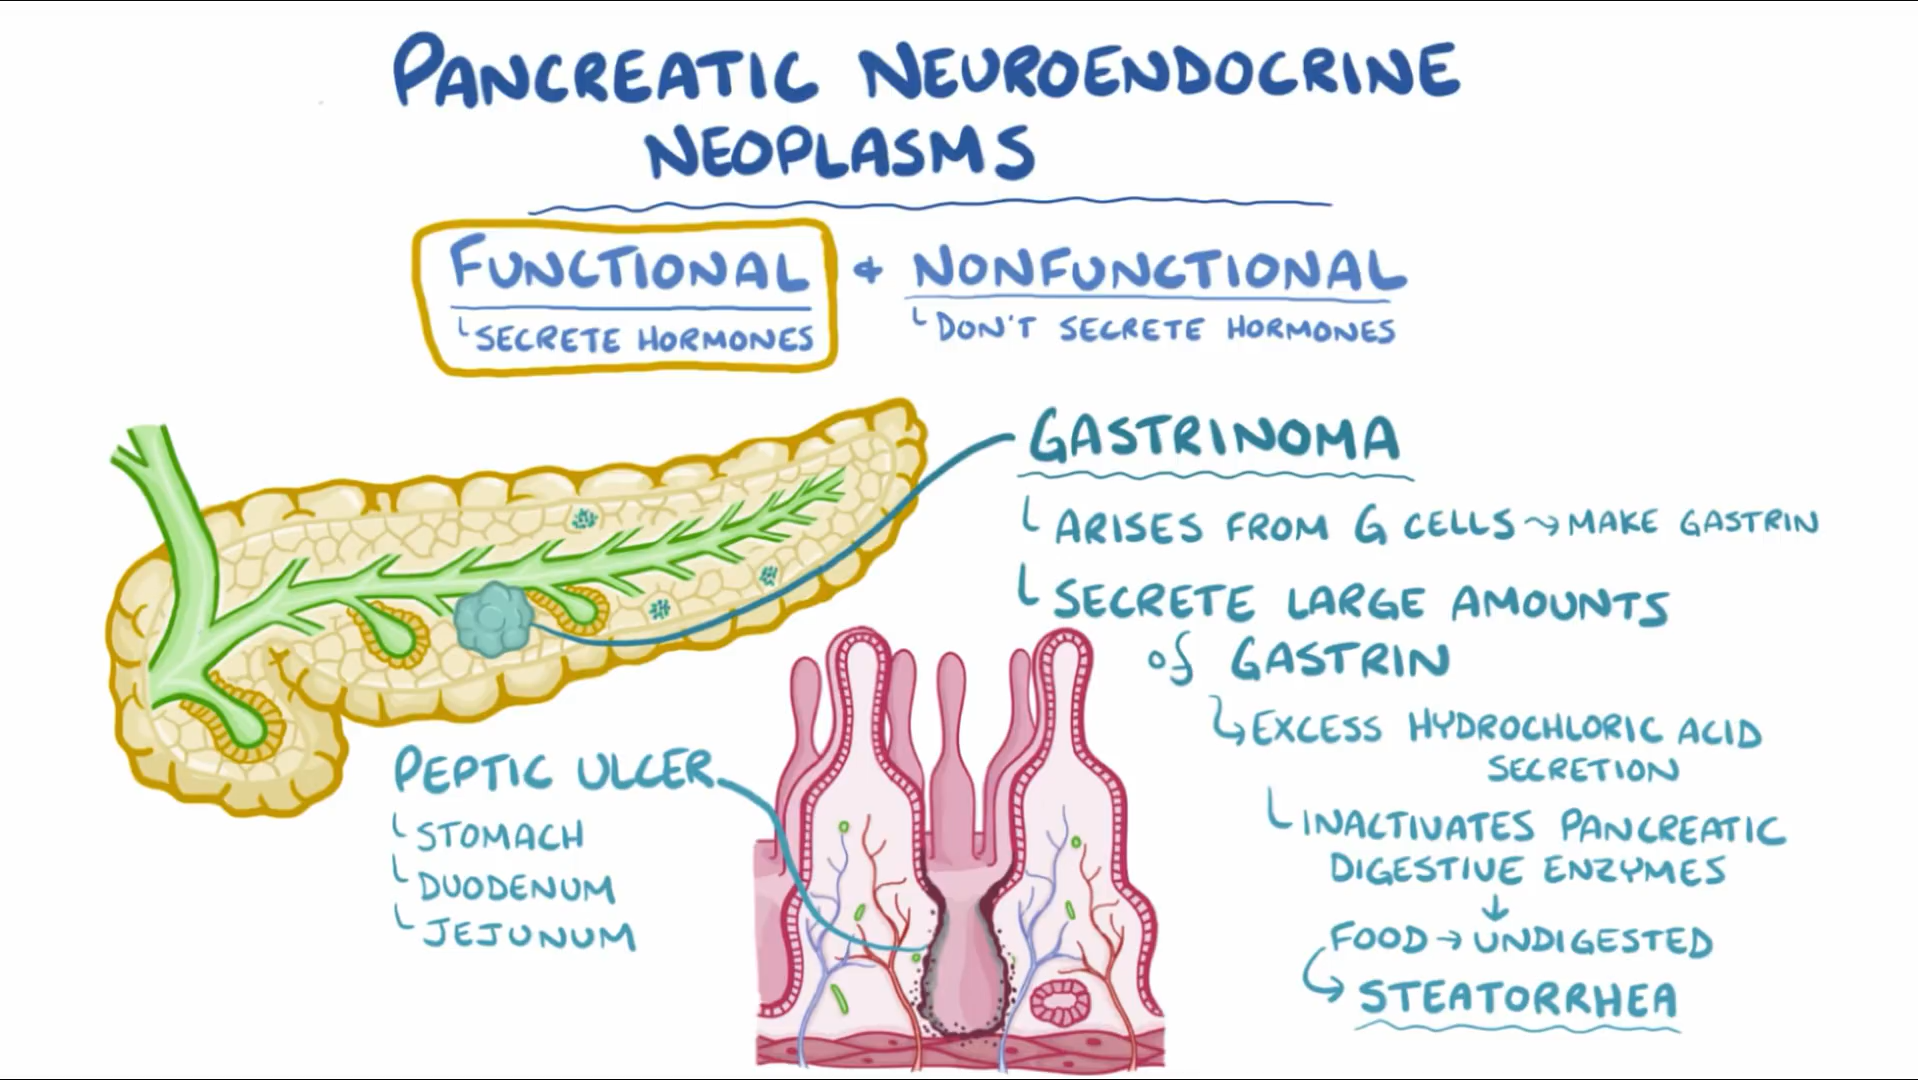 PANCREATIC NEUROENDOCRINE
NEOPLASMS
FUNCTIONAL & NONFUNCTIONAL
SECRETE HORMONES
DON'T SECRETE HORMONES
GASTRINOMA
ARISES FROM G CELLS → MAKE GASTRIN
SECRETE LARGE AMOUNTS
of GASTRIN
EXCESS HYDROCHLORIC ACID
SECRETION
INACTIVATES PANCREATIC
DIGESTIVE ENZYMES
↓
FOOD → UNDIGESTED
STEATORRHEA
PEPTIC ULCER
STOMACH
DUODENUM
JEJUNUM